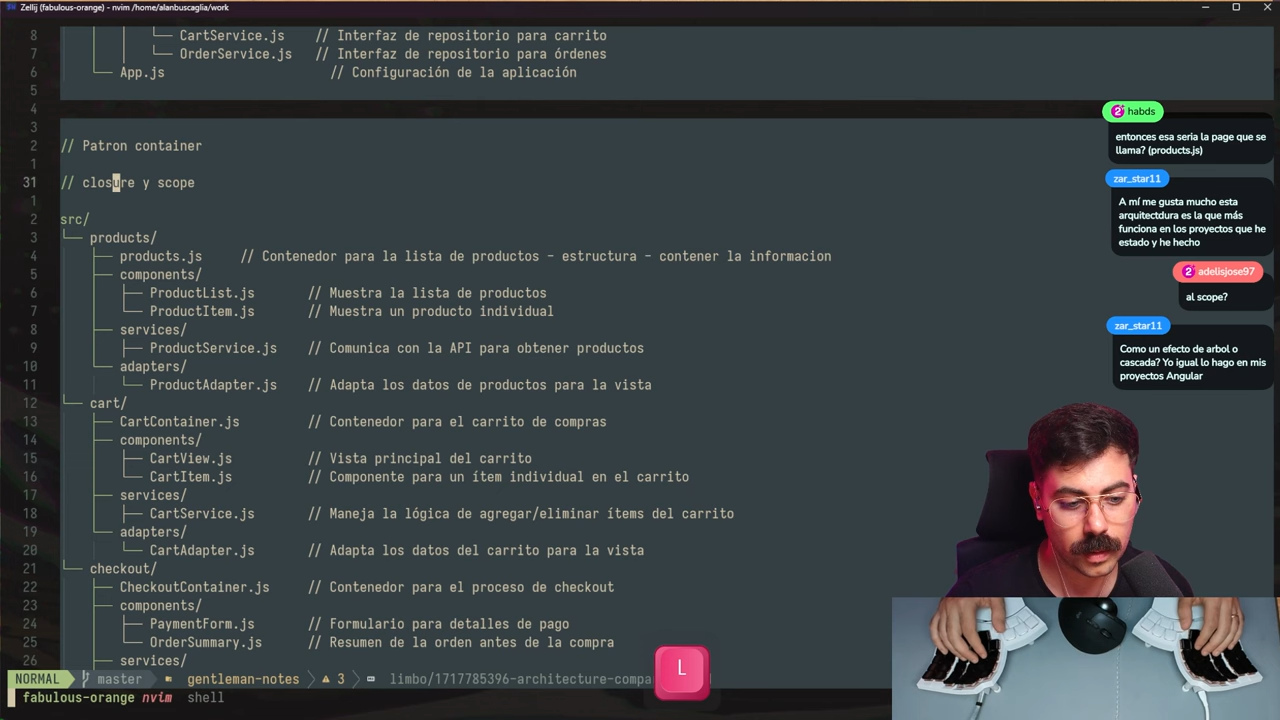 Zellij (fabulous-orange) - nvim /home/alanbuscaglia/work
8 │ │ └── CartService.js // Interfaz de repositorio para carrito
7 │ └── OrderService.js // Interfaz de repositorio para órdenes
6 └── App.js // Configuración de la aplicación
5
4
3
2 // Patron container
1
31 // closure y scope
1
2 src/
3 └── products/
4 ├── products.js // Contenedor para la lista de productos - estructura - contener la informacion
5 ├── components/
6 ├── ProductList.js // Muestra la lista de productos
7 └── ProductItem.js // Muestra un producto individual
8 ├── services/
9 ├── ProductService.js // Comunica con la API para obtener productos
10 └── adapters/
11 └── ProductAdapter.js // Adapta los datos de productos para la vista
12 └── cart/
13 ├── CartContainer.js // Contenedor para el carrito de compras
14 ├── components/
15 ├── CartView.js // Vista principal del carrito
16 └── CartItem.js // Componente para un ítem individual en el carrito
17 ├── services/
18 ├── CartService.js // Maneja la lógica de agregar/eliminar ítems del carrito
19 ├── adapters/
20 └── CartAdapter.js // Adapta los datos del carrito para la vista
21 └── checkout/
22 ├── CheckoutContainer.js // Contenedor para el proceso de checkout
23 ├── components/
24 ├── PaymentForm.js // Formulario para detalles de pago
25 └── OrderSummary.js // Resumen de la orden antes de la compra
26 ├── services/
NORMAL master gentleman-notes 3 limbo/1717785396-architecture-compa
fabulous-orange nvim shell
L
habds
entonces esa seria la page que se
llama? (products.js)
zar_star11
A mí me gusta mucho esta
arquitectdura es la que más
funciona en los proyectos que he
estado y he hecho
adelisjose97
al scope?
zar_star11
Como un efecto de arbol o
cascada? Yo igual lo hago en mis
proyectos Angular